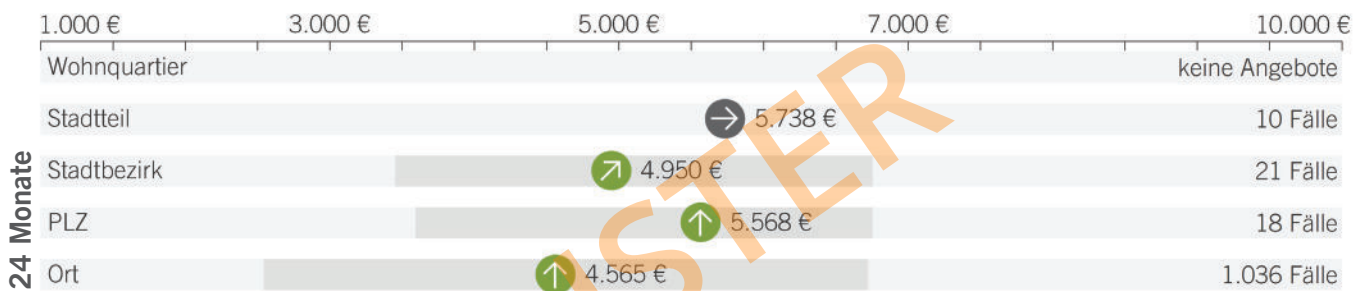 1.000 € 3.000 € 5.000 € 7.000 € 10.000 €
Wohnquartier keine Angebote
Stadtteil 5.738 € 10 Fälle
Stadtbezirk 4.950 € 21 Fälle
PLZ 5.568 € 18 Fälle
Ort 4.565 € 1.036 Fälle
24 Monate
STER